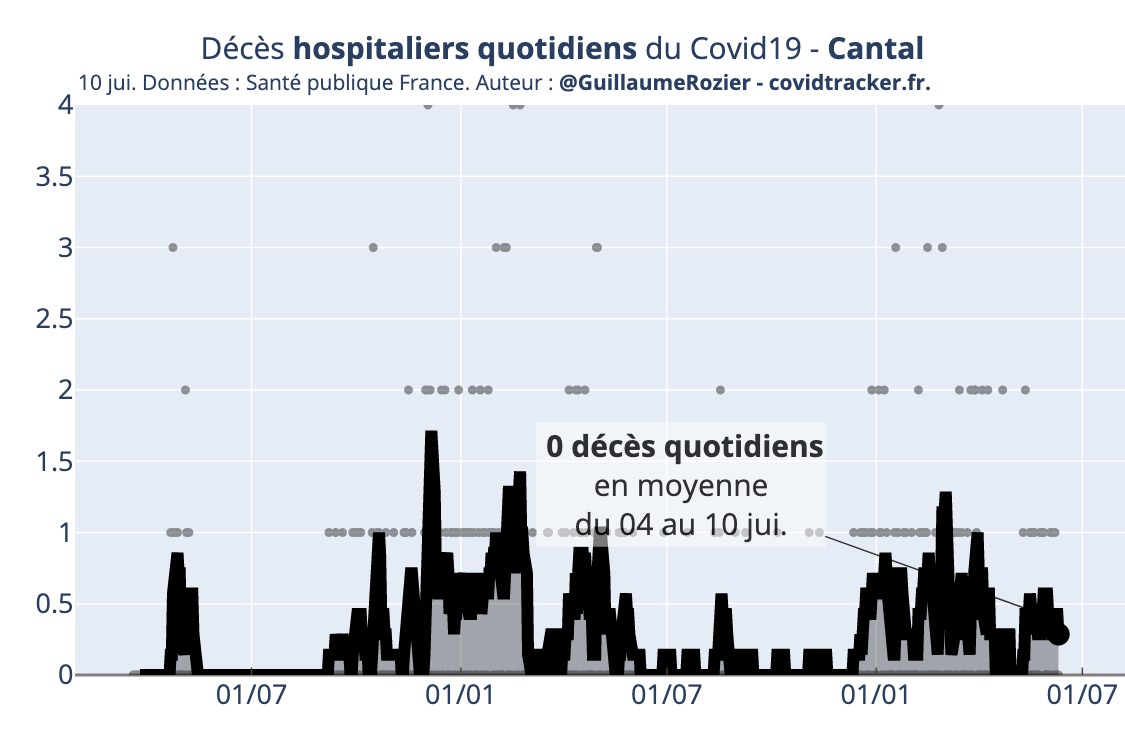 Décès hospitaliers quotidiens du Covid19 - Cantal
10 jui. Données : Santé publique France. Auteur : @GuillaumeRozier - covidtracker.fr.
4
3.5
3
2.5
2
1.5
1
0.5
0
0 décès quotidiens
en moyenne
du 04 au 10 jui.
01/07
01/01
01/07
01/01
01/07